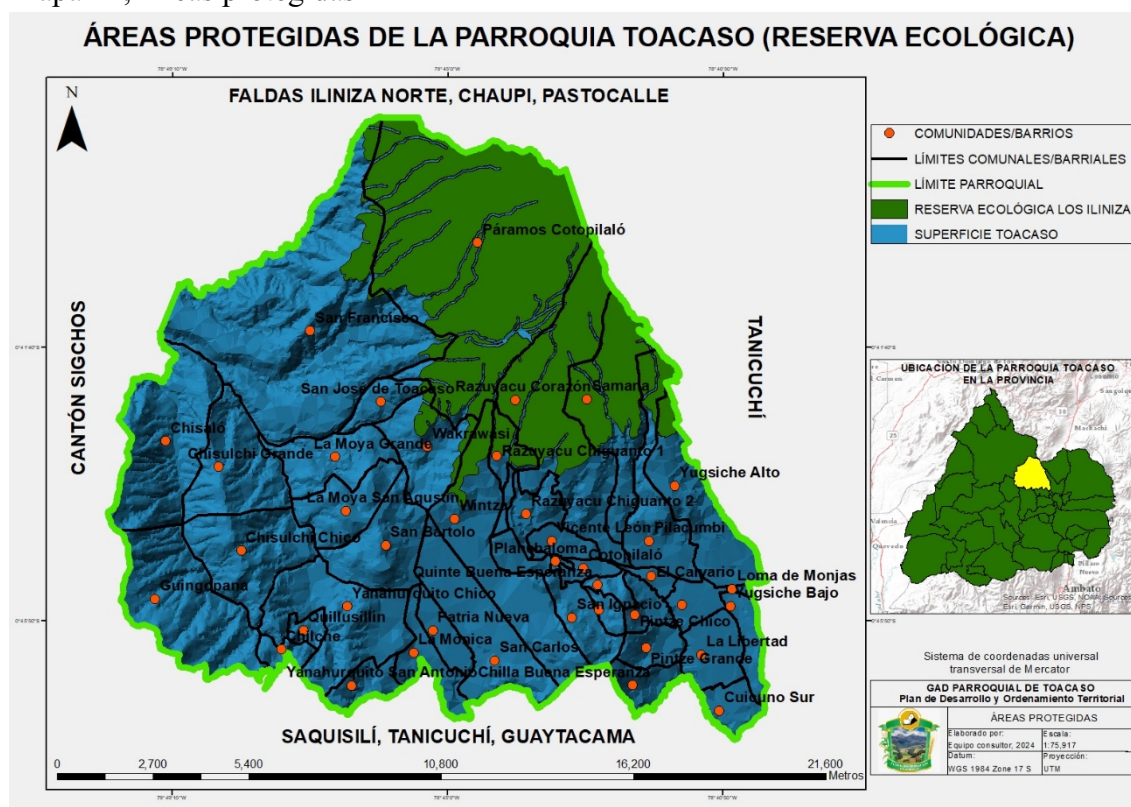 ÁREAS PROTEGIDAS DE LA PARROQUIA TOACASO (RESERVA ECOLÓGICA)
N
FALDAS ILINIZA NORTE, CHAUPI, PASTOCALLE
COMUNIDADES/BARRIOS
LÍMITES COMUNALES/BARRIALES
LÍMITE PARROQUIAL
RESERVA ECOLÓGICA LOS ILINIZA
SUPERFICIE TOACASO
CANTÓN SIGCHOS
TANICUCHÍ
Páramos Cotopilaló
San Francisco
San José de Toacaso
Razuyacu Corazón
Samana
Chisaló
Wakrawasi
La Moya Grande
Chisulchi Grande
Razuyacu Chiguanto 1
Yugsiche Alto
La Moya San Agustín
Wintza
Razuyacu Chiguanto 2
San Bartolo
Vicente León
Pilacumbi
Chisulchi Chico
Planchaloma
Cotopilaló
Quinte Buena Esperanza
El Calvario
Loma de Monjas
Guingopana
Yanahurquito Chico
Yugsiche Bajo
San Ignacio
Quillusillin
Patria Nueva
Pintze Chico
Chilche
La Mónica
San Carlos
La Libertad
Pintze Grande
Yanahurquito San Antonio
Chilla Buena Esperanza
Cuicuno Sur
SAQUISILÍ, TANICUCHÍ, GUAYTACAMA
0 2,700 5,400 10,800 16,200 21,600
Metros
UBICACIÓN DE LA PARROQUIA TOACASO
EN LA PROVINCIA
25
Machachi
Valencia
Quevedo
Ambato
Sistema de coordenadas universal
transversal de Mercator
GAD PARROQUIAL DE TOACASO
Plan de Desarrollo y Ordenamiento Territorial
ÁREAS PROTEGIDAS
Elaborado por:
Equipo consultor, 2024
Escala:
1:75,917
Datum:
WGS 1984 Zone 17 S
Proyección:
UTM